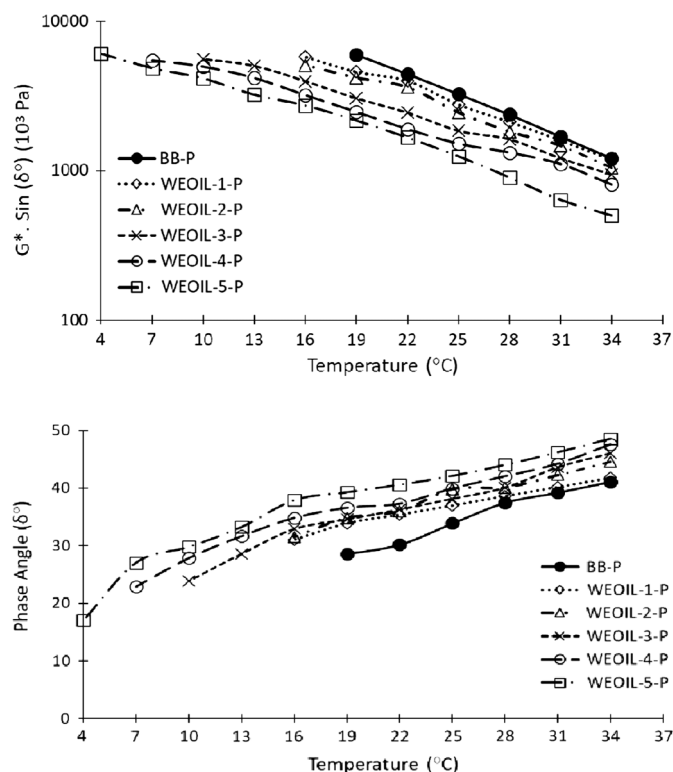 10000
1000
100
G*. Sin (δ°) (10³ Pa)
BB-P
WEOIL-1-P
WEOIL-2-P
WEOIL-3-P
WEOIL-4-P
WEOIL-5-P
4 7 10 13 16 19 22 25 28 31 34 37
Temperature (°C)
50
40
30
20
10
0
Phase Angle (δ°)
BB-P
WEOIL-1-P
WEOIL-2-P
WEOIL-3-P
WEOIL-4-P
WEOIL-5-P
4 7 10 13 16 19 22 25 28 31 34 37
Temperature (°C)